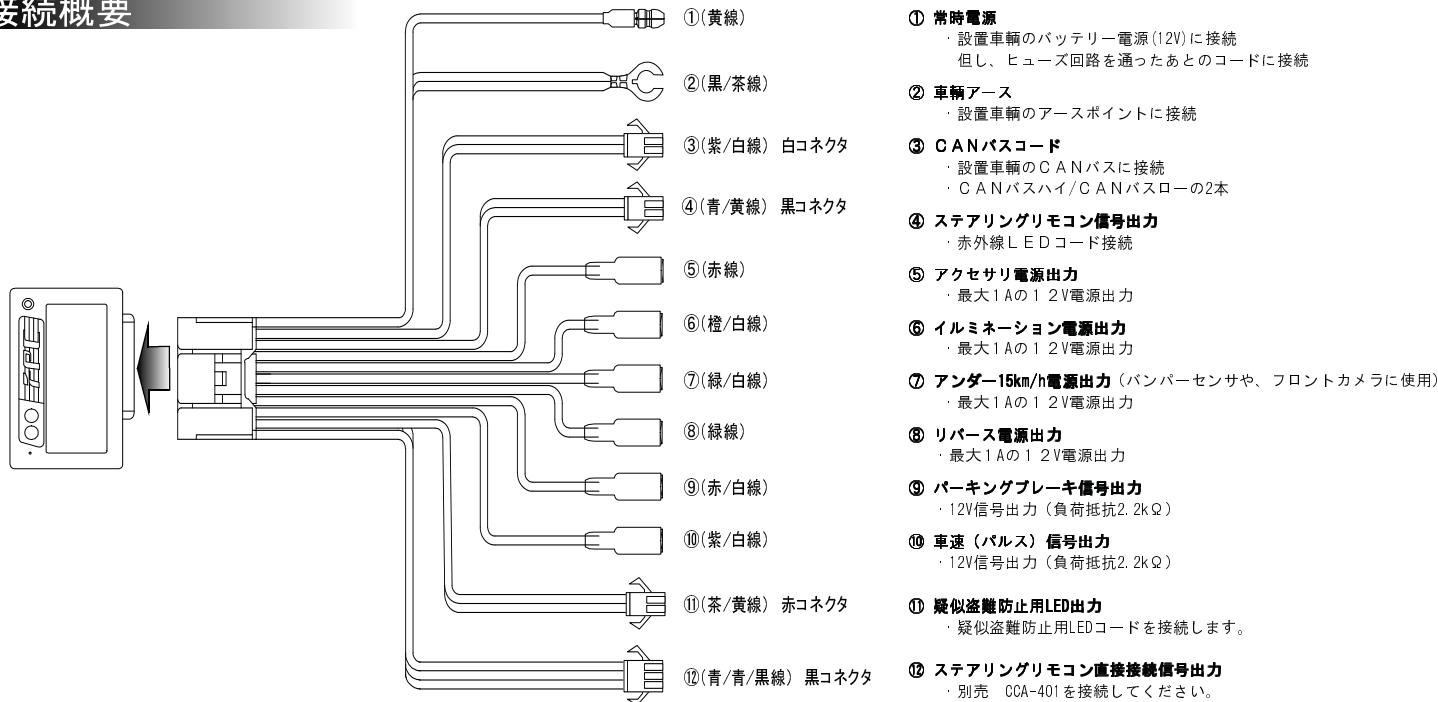 接続概要
①(黄線)
②(黒/茶線)
③(紫/白線) 白コネクタ
④(青/黄線) 黒コネクタ
⑤(赤線)
⑥(橙/白線)
⑦(緑/白線)
⑧(緑線)
⑨(赤/白線)
⑩(紫/白線)
⑪(茶/黄線) 赤コネクタ
⑫(青/青/黒線) 黒コネクタ
① 常時電源
・設置車輌のバッテリー電源(12V)に接続
但し、ヒューズ回路を通ったあとのコードに接続
② 車輌アース
・設置車輌のアースポイントに接続
③ CANバスコード
・設置車輌のCANバスに接続
・CANバスハイ/CANバスローの2本
④ ステアリングリモコン信号出力
・赤外線LEDコード接続
⑤ アクセサリ電源出力
・最大1Aの12V電源出力
⑥ イルミネーション電源出力
・最大1Aの12V電源出力
⑦ アンダー15km/h電源出力(バンパーセンサや、フロントカメラに使用)
・最大1Aの12V電源出力
⑧ リバース電源出力
・最大1Aの12V電源出力
⑨ パーキングブレーキ信号出力
・12V信号出力(負荷抵抗2.2kΩ)
⑩ 車速(パルス)信号出力
・12V信号出力(負荷抵抗2.2kΩ)
⑪ 疑似盗難防止用LED出力
・疑似盗難防止用LEDコードを接続します。
⑫ ステアリングリモコン直接接続信号出力
・別売 CCA-401を接続してください。